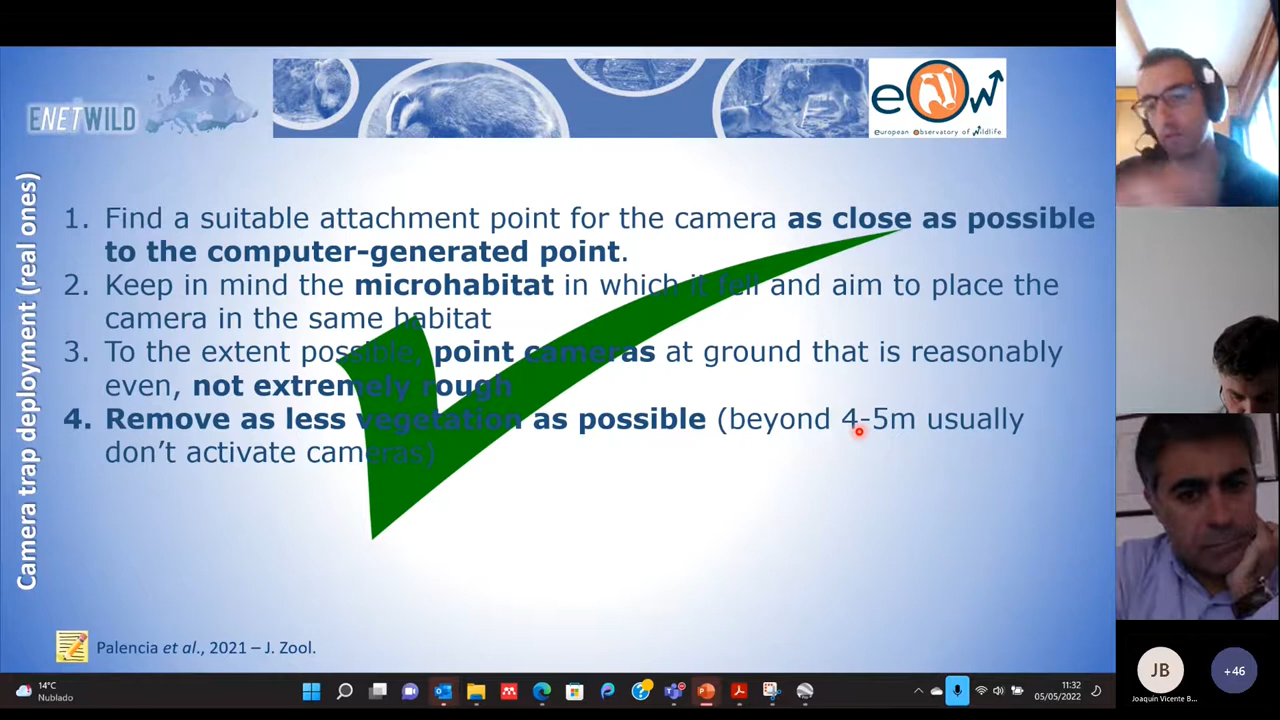 ENETWILD
eOw
european Observatory of Wildlife
Camera trap deployment (real ones)
1. Find a suitable attachment point for the camera as close as possible
to the computer-generated point.
2. Keep in mind the microhabitat in which it fell and aim to place the
camera in the same habitat
3. To the extent possible, point cameras at ground that is reasonably
even, not extremely rough
4. Remove as less vegetation as possible (beyond 4-5m usually
don't activate cameras)
Palencia et al., 2021 – J. Zool.
JB
+46
Joaquín Vicente B...
14°C
Nublado
11:32
05/05/2022